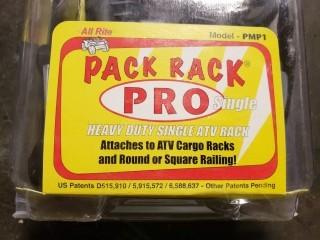 All Rite
Model - PMP1
PACK RACK®
PRO Single
HEAVY DUTY SINGLE ATV RACK
Attaches to ATV Cargo Racks
and Round or Square Railing!
US Patents D515,910 / 5,915,572 / 6,588,637 - Other Patents Pending